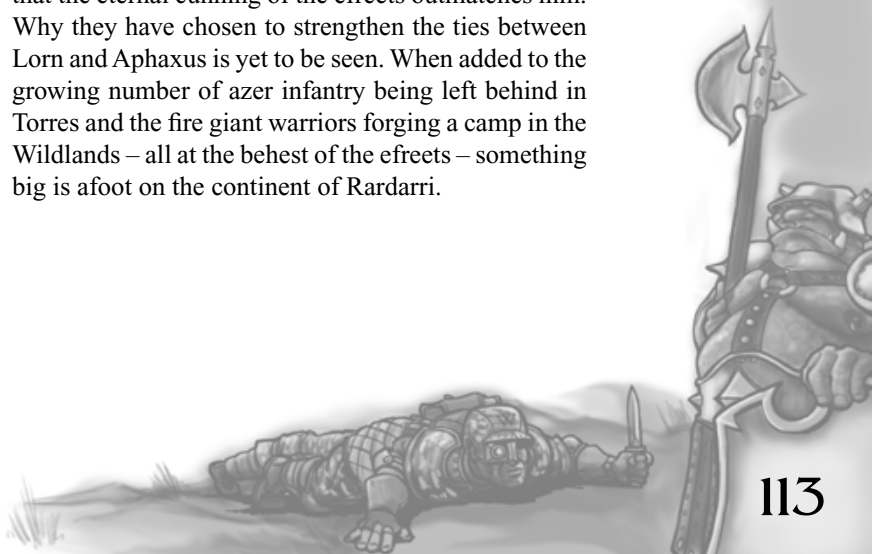 that the eternal cunning of the efreets outmatches him.
Why they have chosen to strengthen the ties between
Lorn and Aphaxus is yet to be seen. When added to the
growing number of azer infantry being left behind in
Torres and the fire giant warriors forging a camp in the
Wildlands – all at the behest of the efreets – something
big is afoot on the continent of Rardarri.
113